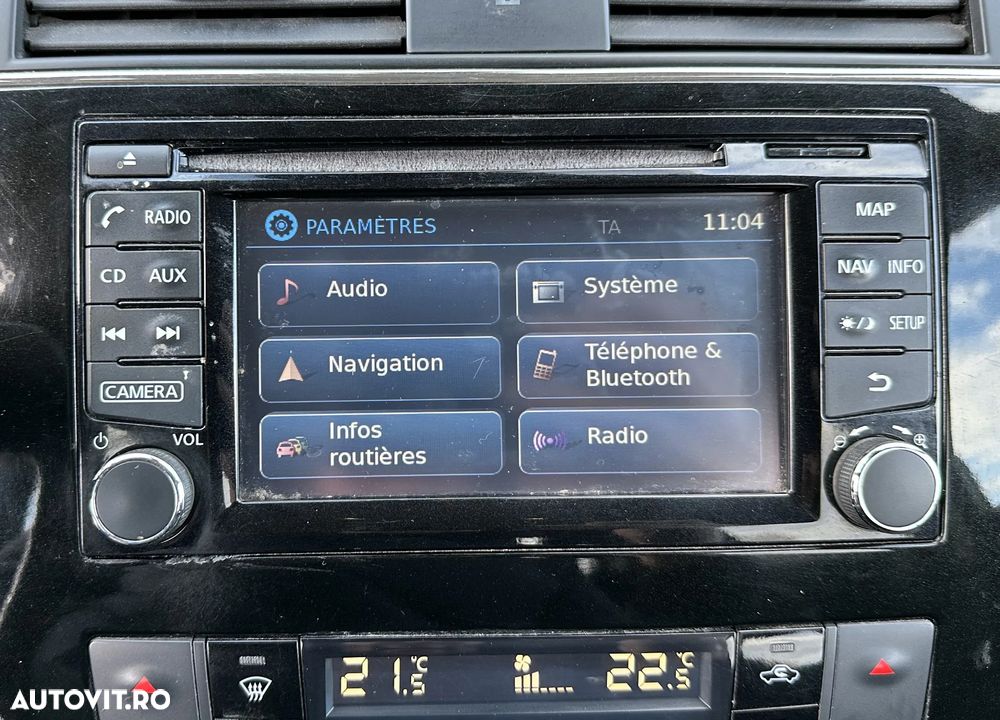 RADIO
CD AUX
CAMERA
VOL
PARAMÈTRES TA 11:04
Audio
Système
Navigation
Téléphone &
Bluetooth
Infos
routières
Radio
MAP
NAV INFO
SETUP
21.5 °C
22.5 °C
AUTOVIT.RO